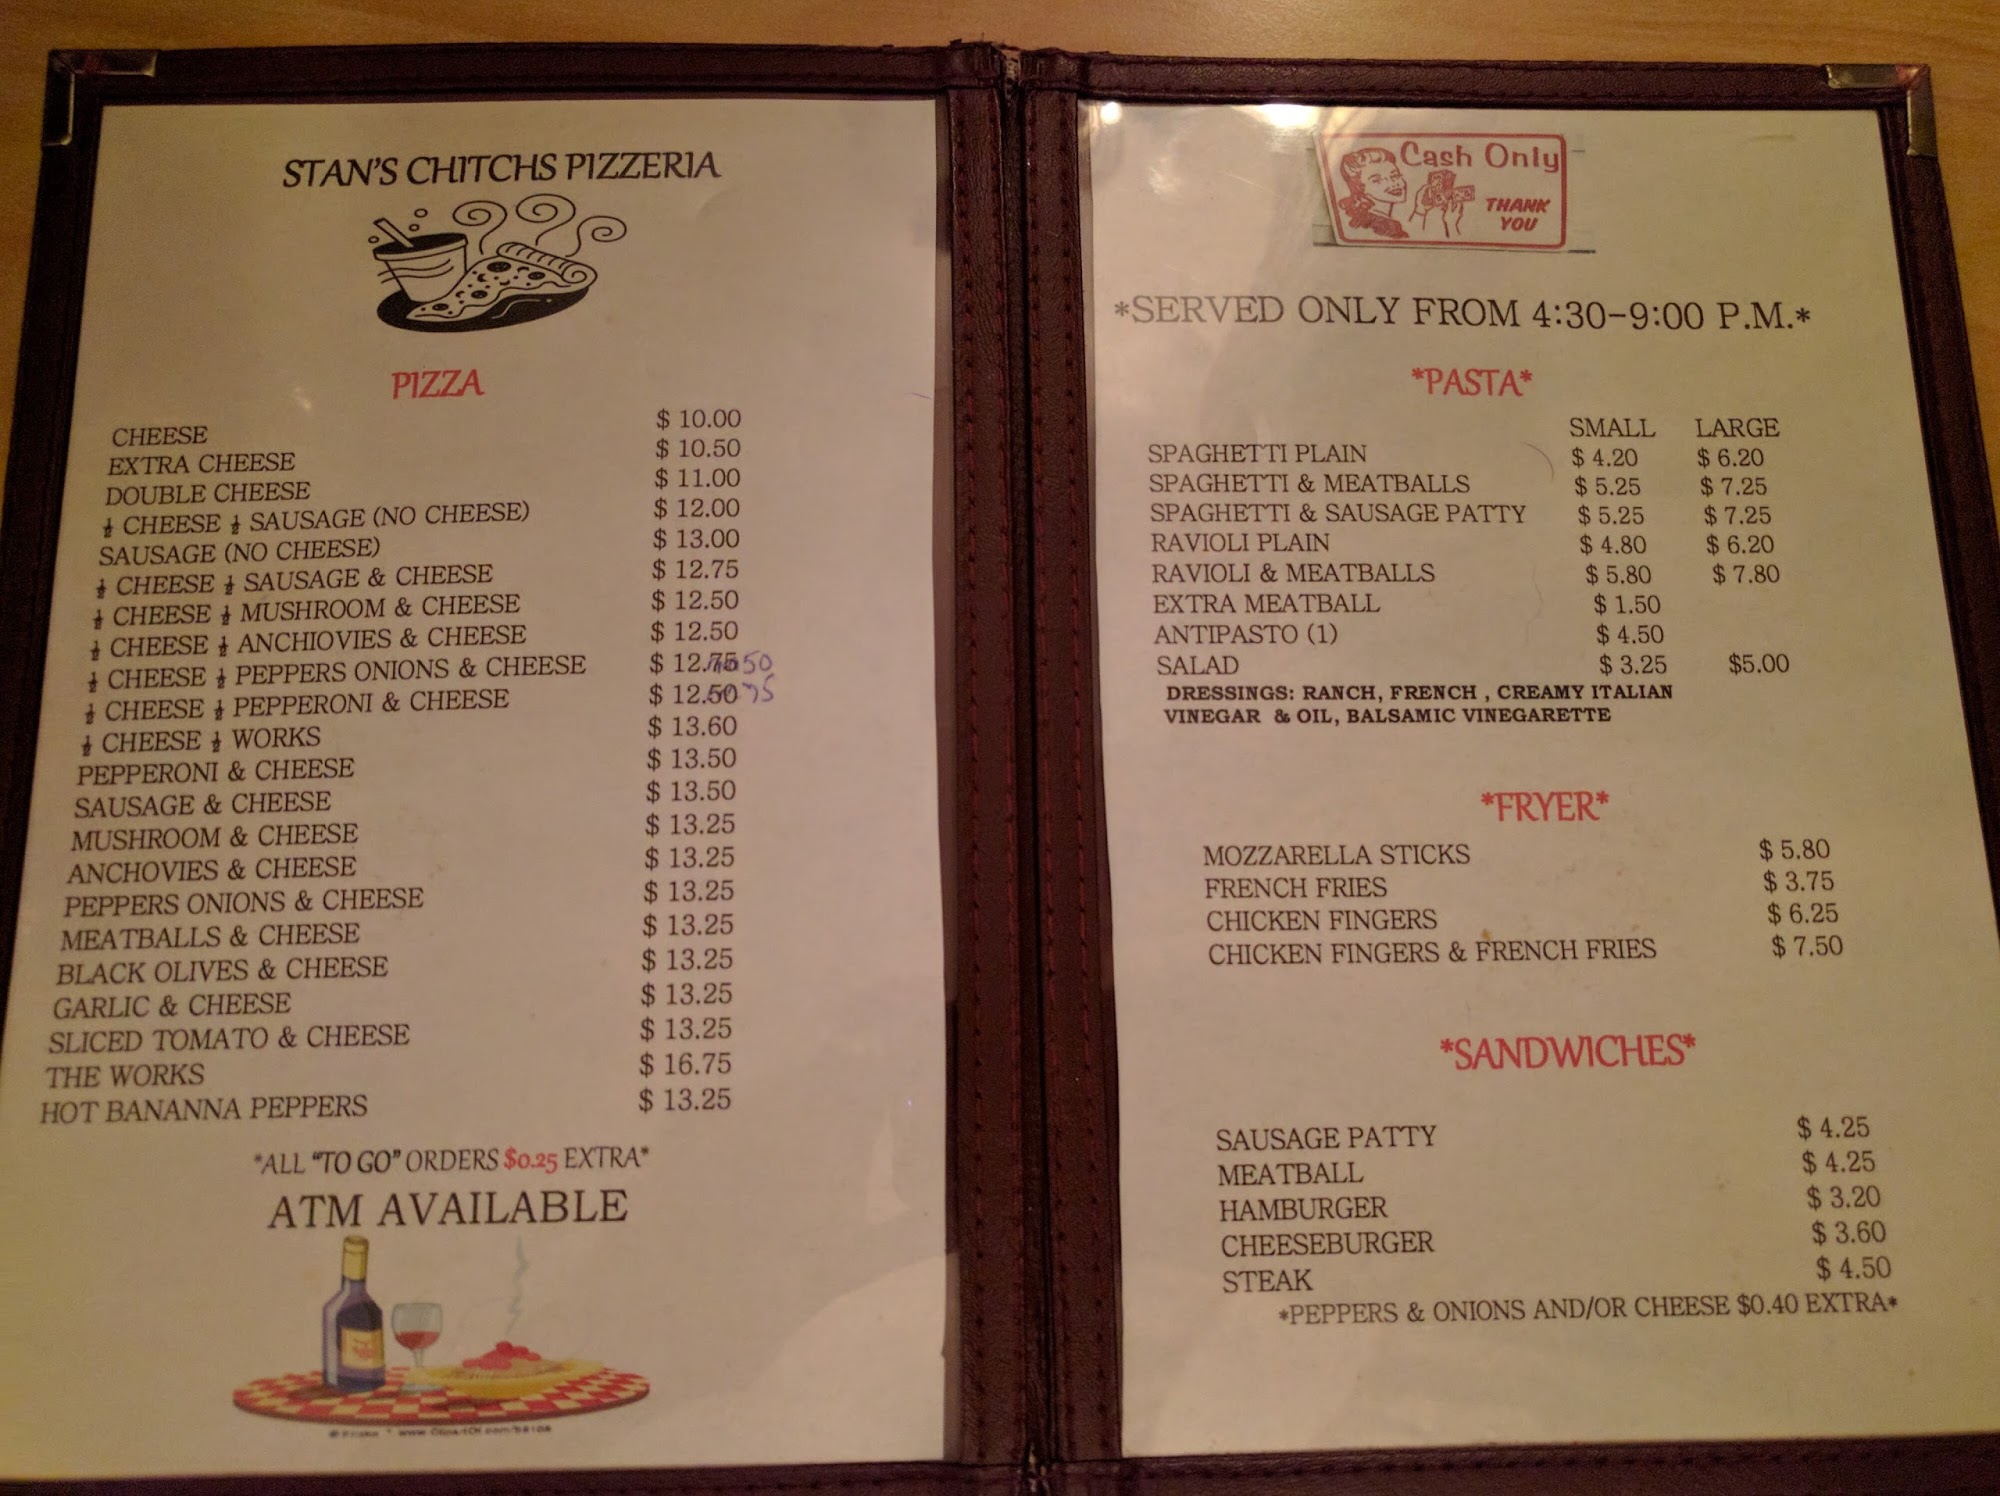 STAN'S CHITCHS PIZZERIA
PIZZA
CHEESE $ 10.00
EXTRA CHEESE $ 10.50
DOUBLE CHEESE $ 11.00
½ CHEESE ½ SAUSAGE (NO CHEESE) $ 12.00
SAUSAGE (NO CHEESE) $ 13.00
½ CHEESE ½ SAUSAGE & CHEESE $ 12.75
½ CHEESE ½ MUSHROOM & CHEESE $ 12.50
½ CHEESE ½ ANCHIOVIES & CHEESE $ 12.50
½ CHEESE ½ PEPPERS ONIONS & CHEESE $ 12.75 50
½ CHEESE ½ PEPPERONI & CHEESE $ 12.50 75
½ CHEESE ½ WORKS $ 13.60
PEPPERONI & CHEESE $ 13.50
SAUSAGE & CHEESE $ 13.50
MUSHROOM & CHEESE $ 13.25
ANCHOVIES & CHEESE $ 13.25
PEPPERS ONIONS & CHEESE $ 13.25
MEATBALLS & CHEESE $ 13.25
BLACK OLIVES & CHEESE $ 13.25
GARLIC & CHEESE $ 13.25
SLICED TOMATO & CHEESE $ 13.25
THE WORKS $ 16.75
HOT BANANNA PEPPERS $ 13.25
*ALL "TO GO" ORDERS $0.25 EXTRA*
ATM AVAILABLE
Cash Only
THANK
YOU
*SERVED ONLY FROM 4:30-9:00 P.M.*
*PASTA*
SMALL LARGE
SPAGHETTI PLAIN $ 4.20 $ 6.20
SPAGHETTI & MEATBALLS $ 5.25 $ 7.25
SPAGHETTI & SAUSAGE PATTY $ 5.25 $ 7.25
RAVIOLI PLAIN $ 4.80 $ 6.20
RAVIOLI & MEATBALLS $ 5.80 $ 7.80
EXTRA MEATBALL $ 1.50
ANTIPASTO (1) $ 4.50
SALAD $ 3.25 $5.00
DRESSINGS: RANCH, FRENCH , CREAMY ITALIAN
VINEGAR & OIL, BALSAMIC VINEGARETTE
*FRYER*
MOZZARELLA STICKS $ 5.80
FRENCH FRIES $ 3.75
CHICKEN FINGERS $ 6.25
CHICKEN FINGERS & FRENCH FRIES $ 7.50
*SANDWICHES*
SAUSAGE PATTY $ 4.25
MEATBALL $ 4.25
HAMBURGER $ 3.20
CHEESEBURGER $ 3.60
STEAK $ 4.50
*PEPPERS & ONIONS AND/OR CHEESE $0.40 EXTRA*